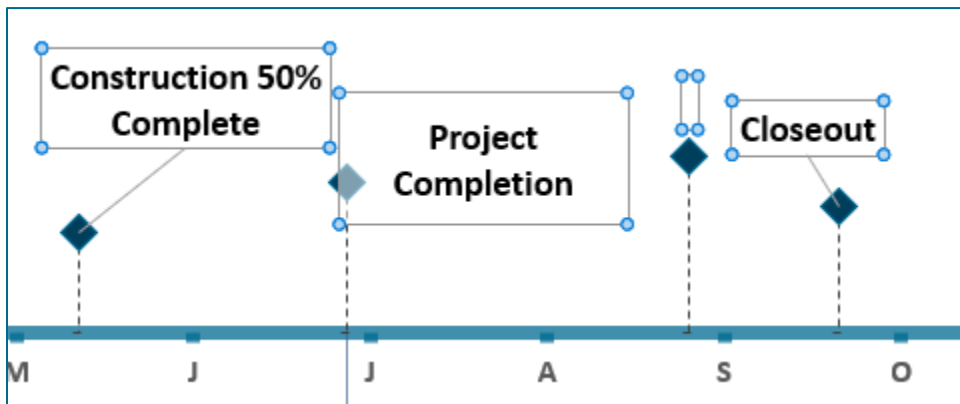 Construction 50%
Complete
Project
Completion
Closeout
M
J
J
A
S
O